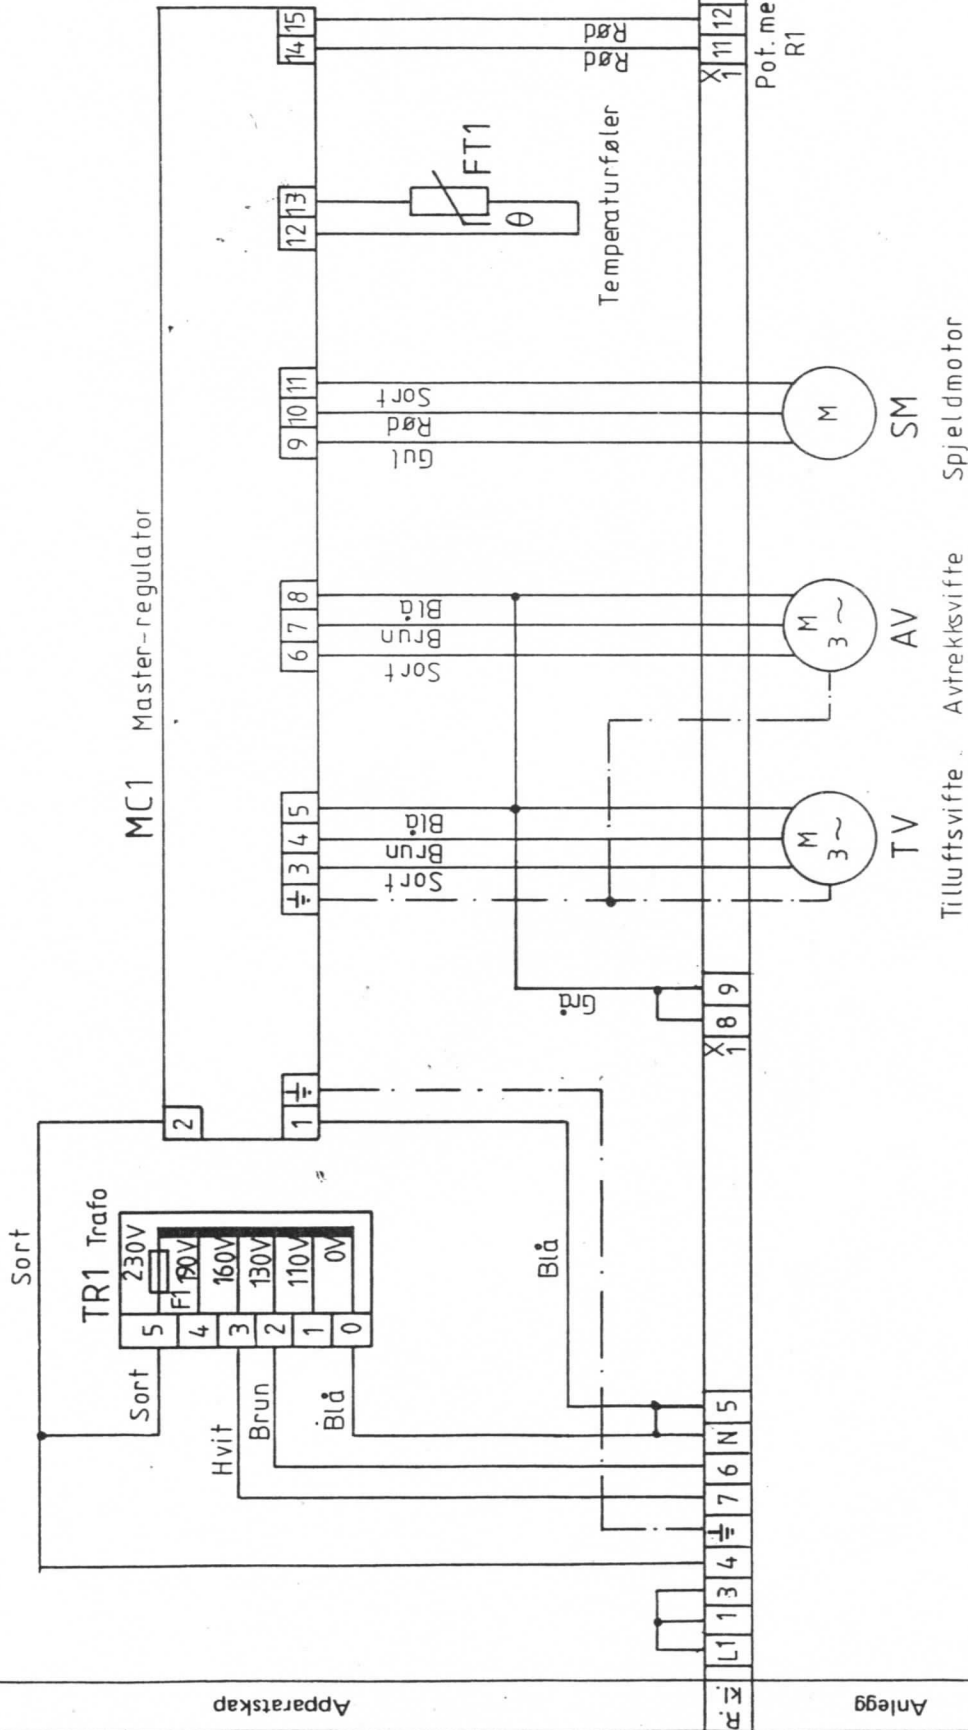 Sort
TR1 Trafo
230V
F1
190V
160V
130V
110V
0V
5
4
3
2
1
0
Sort
Hvit
Brun
Blå
Blå
MC1 Master-regulator
2
1
3 4 5
6 7 8
9 10 11
12 13
14 15
Sort
Brun
Blå
Sort
Brun
Blå
Gul
Rød
Sort
Rød
Rød
FT1
θ
Temperaturføler
Grå
L1 1 3 4 7 6 N 5
X1 8 9
X1 11 12
Pot.me
R1
M
3~
TV
Tilluftsvifte
M
3~
AV
Avtrekksvifte
M
SM
Spjeldmotor
Apparatskap
R.kl.
Anlegg